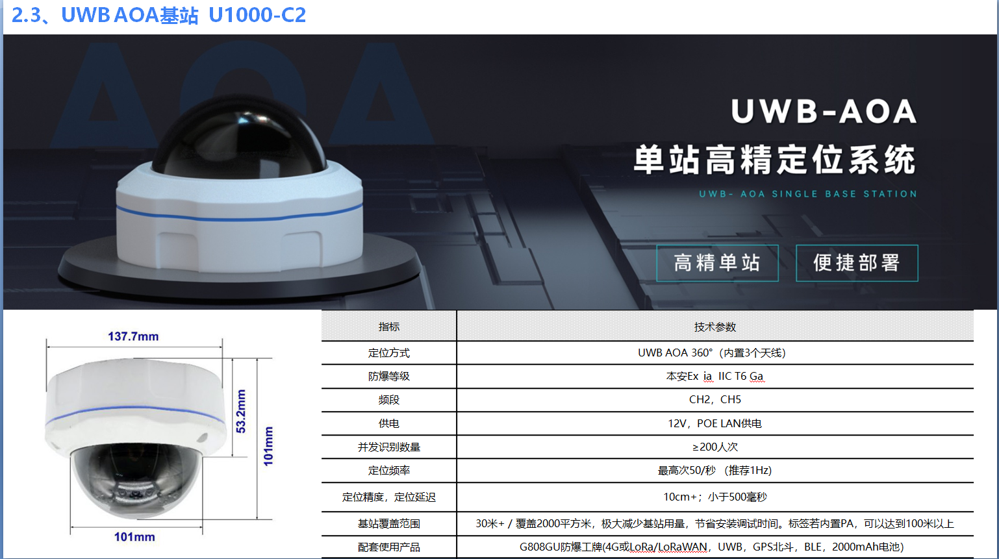 2.3、UWB AOA基站 U1000-C2
AOA
UWB-AOA
单站高精定位系统
UWB- AOA SINGLE BASE STATION
高精单站 便捷部署
137.7mm
53.2mm
101mm
101mm
指标 技术参数
定位方式 UWB AOA 360°（内置3个天线）
防爆等级 本安Ex ia IIC T6 Ga
频段 CH2，CH5
供电 12V，POE LAN供电
并发识别数量 ≥200人次
定位频率 最高次50/秒 （推荐1Hz)
定位精度，定位延迟 10cm+；小于500毫秒
基站覆盖范围 30米+ / 覆盖2000平方米，极大减少基站用量，节省安装调试时间。标签若内置PA，可以达到100米以上
配套使用产品 G808GU防爆工牌(4G或LoRa/LoRaWAN，UWB，GPS北斗，BLE，2000mAh电池)